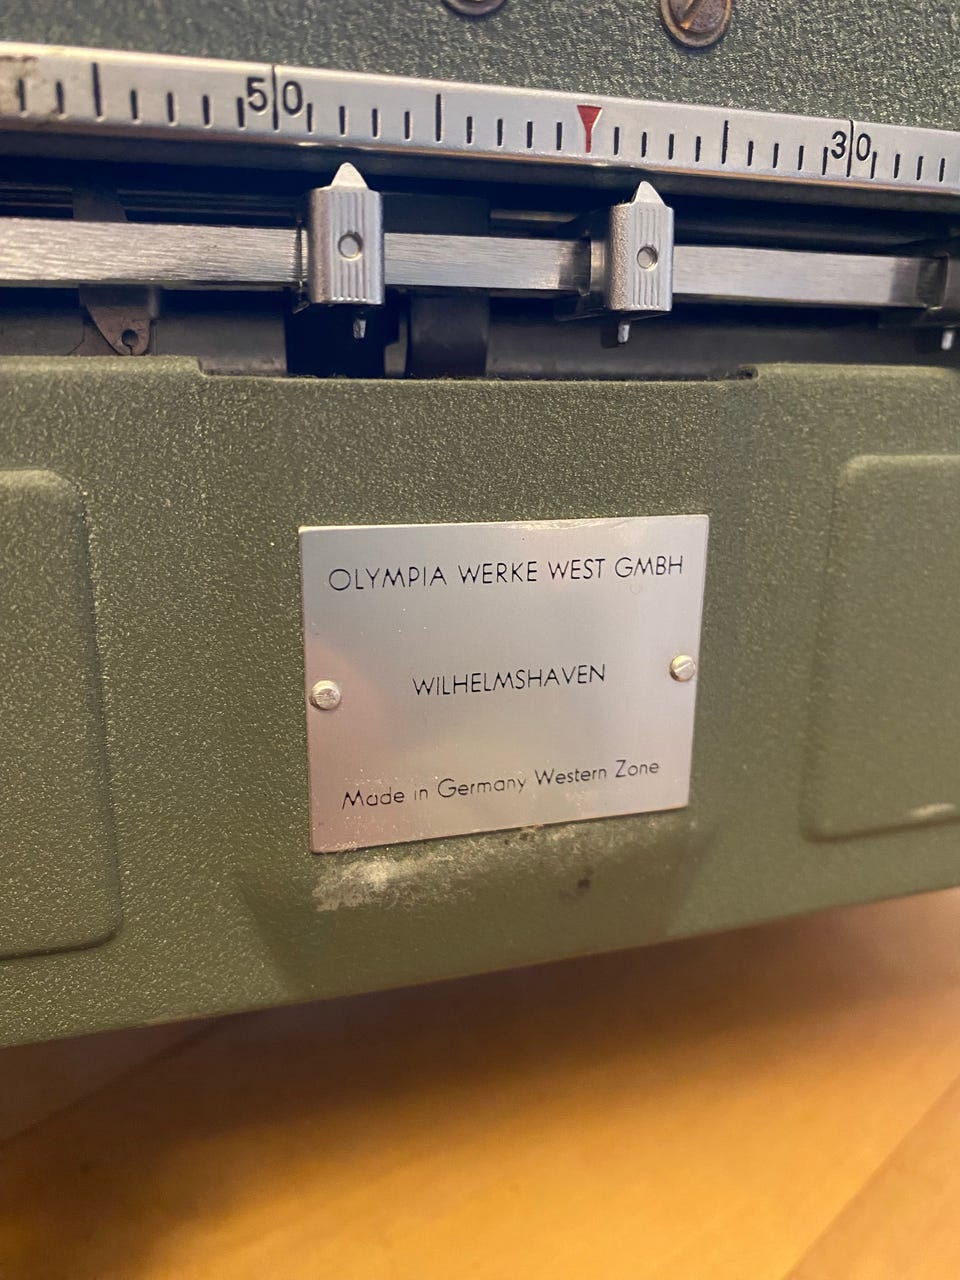 50 30
OLYMPIA WERKE WEST GMBH
WILHELMSHAVEN
Made in Germany Western Zone